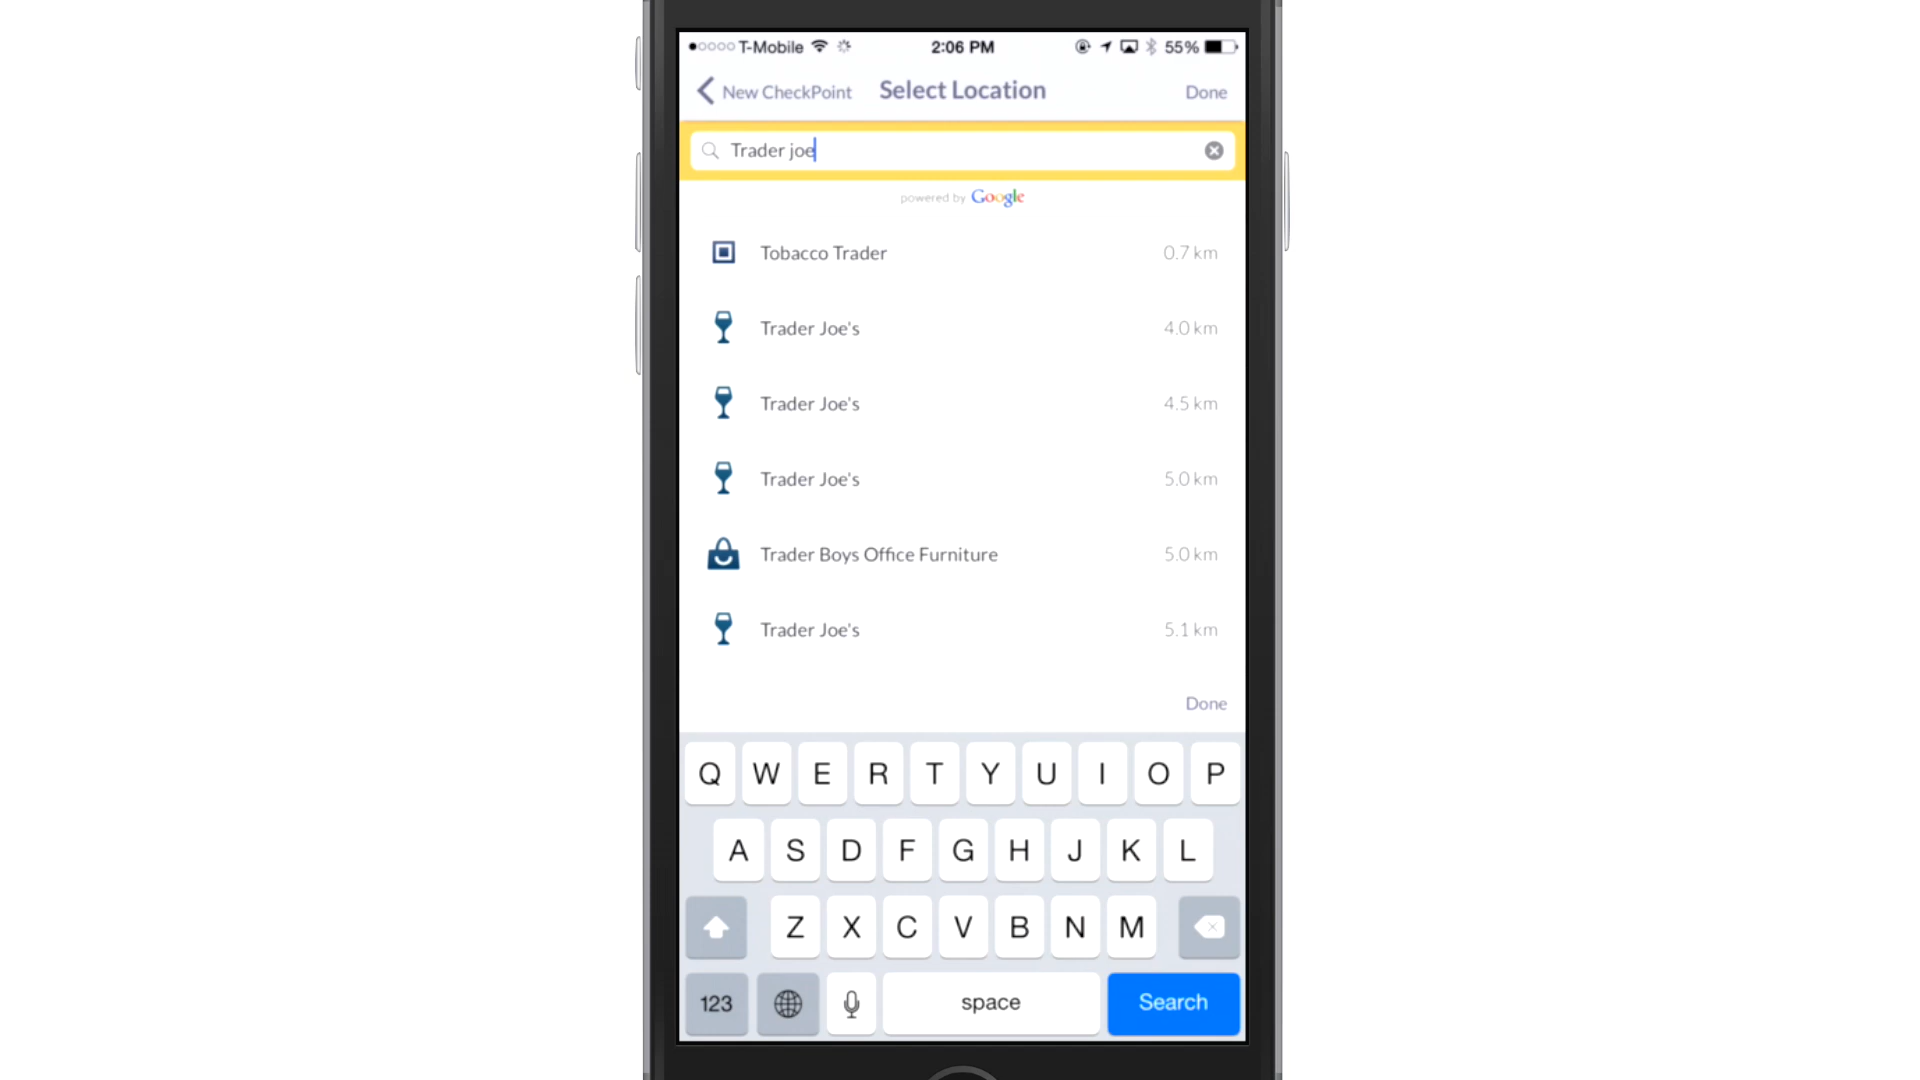 T-Mobile 2:06 PM 55%
New CheckPoint Select Location Done
Trader joe
powered by Google
Tobacco Trader 0.7 km
Trader Joe's 4.0 km
Trader Joe's 4.5 km
Trader Joe's 5.0 km
Trader Boys Office Furniture 5.0 km
Trader Joe's 5.1 km
Done
Q W E R T Y U I O P
A S D F G H J K L
Z X C V B N M
123 space Search